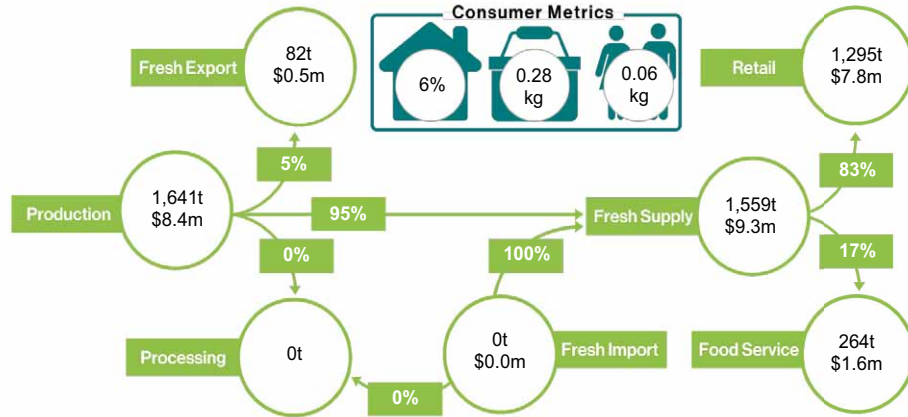 Consumer Metrics
6%
0.28
kg
0.06
kg
Fresh Export
82t
$0.5m
Retail
1,295t
$7.8m
5%
83%
Production
1,641t
$8.4m
95%
Fresh Supply
1,559t
$9.3m
0%
100%
17%
Processing
0t
0t
$0.0m
Fresh Import
Food Service
264t
$1.6m
0%